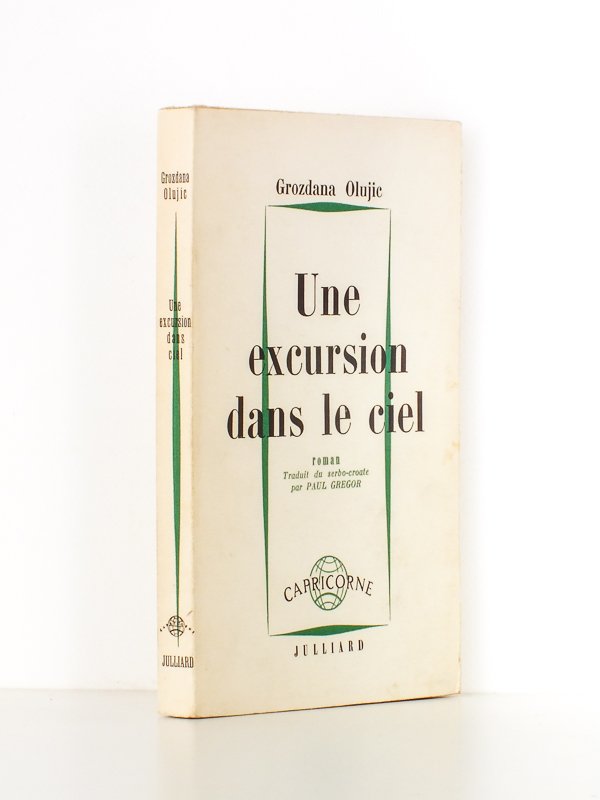 Grozdana Olujic
Une
excursion
dans le ciel
roman
Traduit du serbo-croate
par PAUL GREGOR
CAPRICORNE
JULLIARD
Grozdana
Olujic
Une
excursion
dans
ciel
JULLIARD